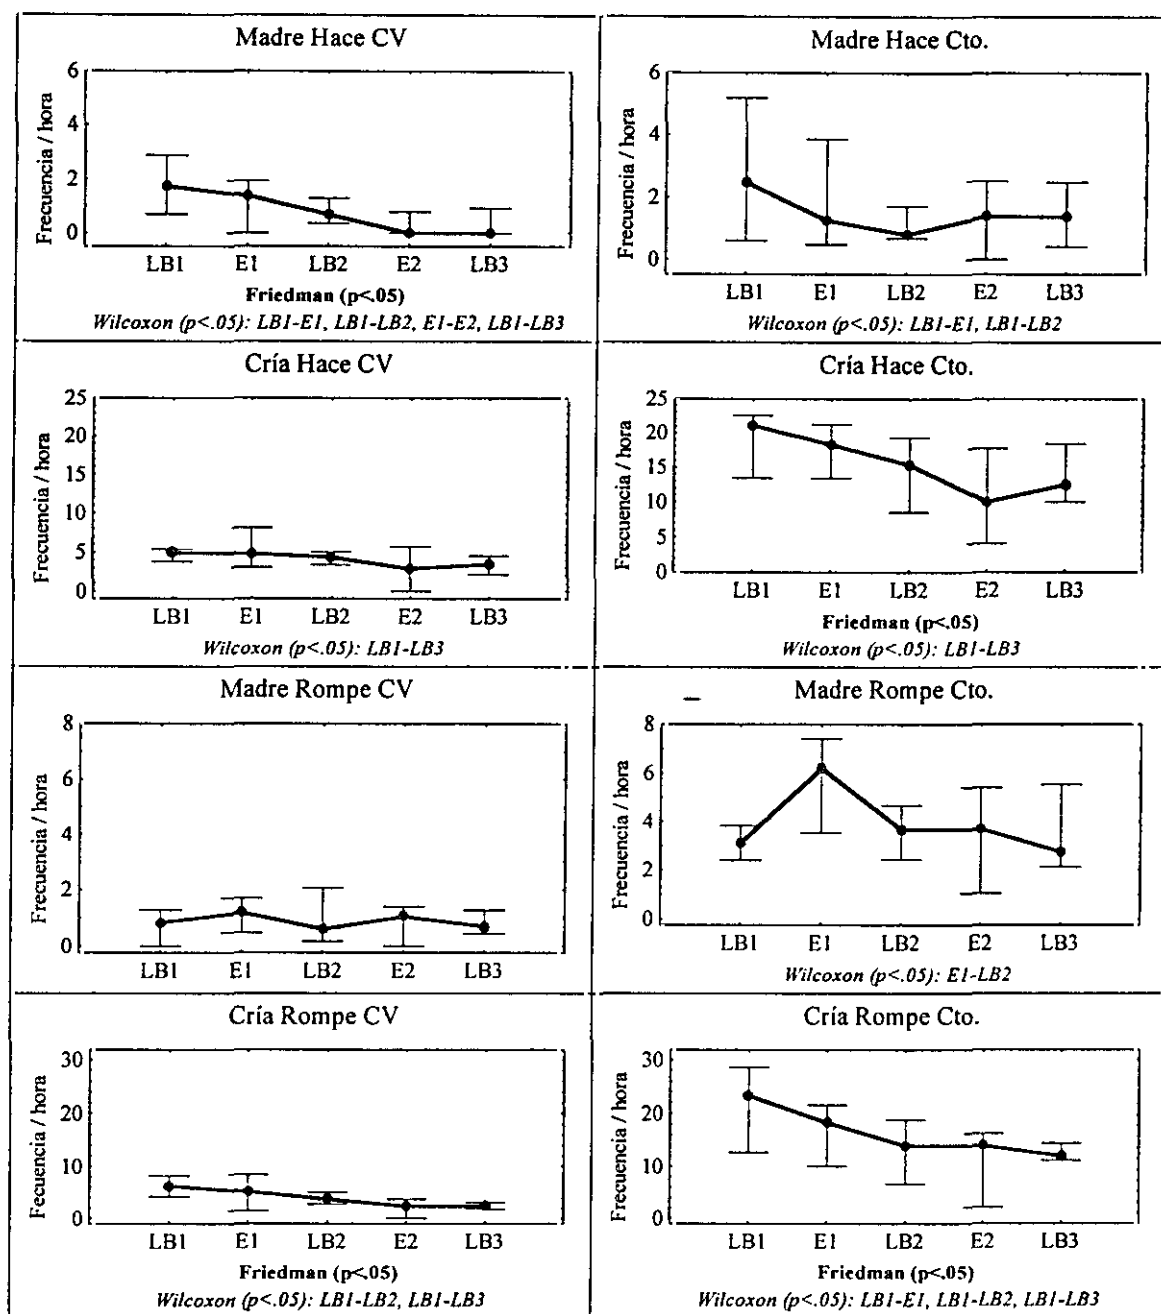 Madre Hace CV
Frecuencia / hora
6
4
2
0
LB1 E1 LB2 E2 LB3
Friedman (p<.05)
Wilcoxon (p<.05): LB1-E1, LB1-LB2, E1-E2, LB1-LB3
Madre Hace Cto.
Frecuencia / hora
6
4
2
0
LB1 E1 LB2 E2 LB3
Wilcoxon (p<.05): LB1-E1, LB1-LB2
Cría Hace CV
Frecuencia / hora
25
20
15
10
5
0
LB1 E1 LB2 E2 LB3
Wilcoxon (p<.05): LB1-LB3
Cría Hace Cto.
Frecuencia / hora
25
20
15
10
5
0
LB1 E1 LB2 E2 LB3
Friedman (p<.05)
Wilcoxon (p<.05): LB1-LB3
Madre Rompe CV
Frecuencia / hora
8
6
4
2
0
LB1 E1 LB2 E2 LB3
Madre Rompe Cto.
Frecuencia / hora
8
6
4
2
0
LB1 E1 LB2 E2 LB3
Wilcoxon (p<.05): E1-LB2
Cría Rompe CV
Fecuencia / hora
30
20
10
0
LB1 E1 LB2 E2 LB3
Friedman (p<.05)
Wilcoxon (p<.05): LB1-LB2, LB1-LB3
Cría Rompe Cto.
Frecuencia / hora
30
20
10
0
LB1 E1 LB2 E2 LB3
Friedman (p<.05)
Wilcoxon (p<.05): LB1-E1, LB1-LB2, LB1-LB3